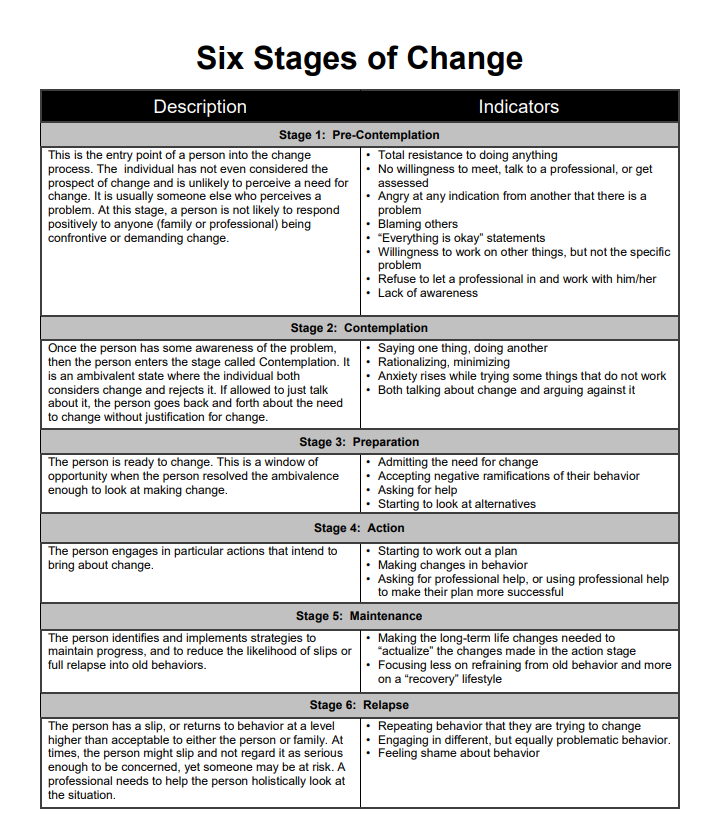 Six Stages of Change
Description
Indicators
Stage 1:  Pre-Contemplation
This is the entry point of a person into the change
process. The  individual has not even considered the
prospect of change and is unlikely to perceive a need for
change. It is usually someone else who perceives a
problem. At this stage, a person is not likely to respond
positively to anyone (family or professional) being
confrontive or demanding change.
• Total resistance to doing anything
• No willingness to meet, talk to a professional, or get
assessed
• Angry at any indication from another that there is a
problem
• Blaming others
• “Everything is okay” statements
• Willingness to work on other things, but not the specific
problem
• Refuse to let a professional in and work with him/her
• Lack of awareness
Stage 2:  Contemplation
Once the person has some awareness of the problem,
then the person enters the stage called Contemplation. It
is an ambivalent state where the individual both
considers change and rejects it. If allowed to just talk
about it, the person goes back and forth about the need
to change without justification for change.
• Saying one thing, doing another
• Rationalizing, minimizing
• Anxiety rises while trying some things that do not work
• Both talking about change and arguing against it
Stage 3:  Preparation
The person is ready to change. This is a window of
opportunity when the person resolved the ambivalence
enough to look at making change.
• Admitting the need for change
• Accepting negative ramifications of their behavior
• Asking for help
• Starting to look at alternatives
Stage 4:  Action
The person engages in particular actions that intend to
bring about change.
• Starting to work out a plan
• Making changes in behavior
• Asking for professional help, or using professional help
to make their plan more successful
Stage 5:  Maintenance
The person identifies and implements strategies to
maintain progress, and to reduce the likelihood of slips or
full relapse into old behaviors.
• Making the long-term life changes needed to
“actualize” the changes made in the action stage
• Focusing less on refraining from old behavior and more
on a “recovery” lifestyle
Stage 6:  Relapse
The person has a slip, or returns to behavior at a level
higher than acceptable to either the person or family. At
times, the person might slip and not regard it as serious
enough to be concerned, yet someone may be at risk. A
professional needs to help the person holistically look at
the situation.
• Repeating behavior that they are trying to change
• Engaging in different, but equally problematic behavior.
• Feeling shame about behavior